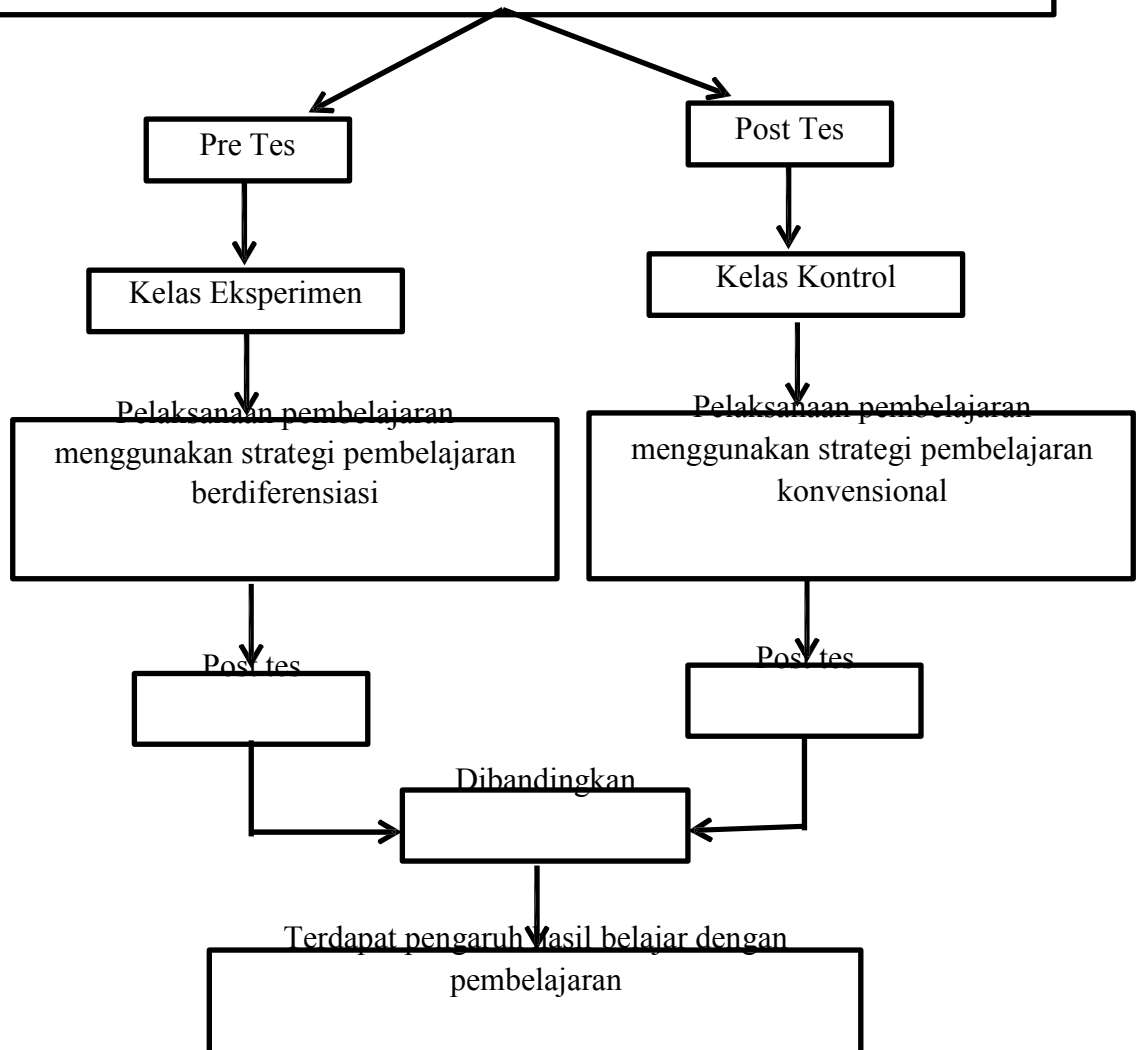 Pre Tes
Post Tes
Kelas Eksperimen
Kelas Kontrol
Pelaksanaan pembelajaran
menggunakan strategi pembelajaran
berdiferensiasi
Pelaksanaan pembelajaran
menggunakan strategi pembelajaran
konvensional
Post tes
Post tes
Dibandingkan
Terdapat pengaruh hasil belajar dengan
pembelajaran